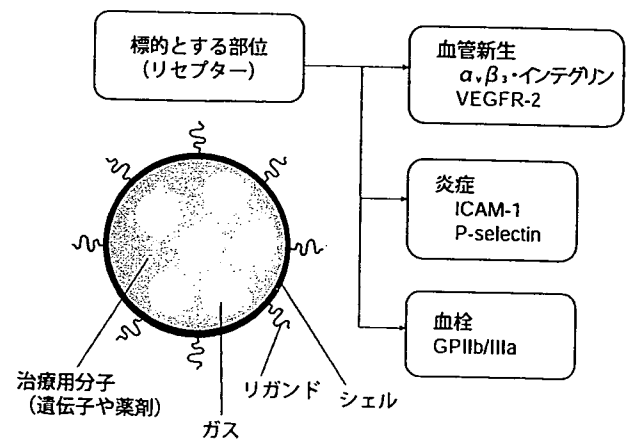 標的とする部位
（リセプター）
血管新生
αᵥβ₃・インテグリン
VEGFR-2
炎症
ICAM-1
P-selectin
血栓
GPIIb/IIIa
治療用分子
（遺伝子や薬剤）
ガス
リガンド
シェル